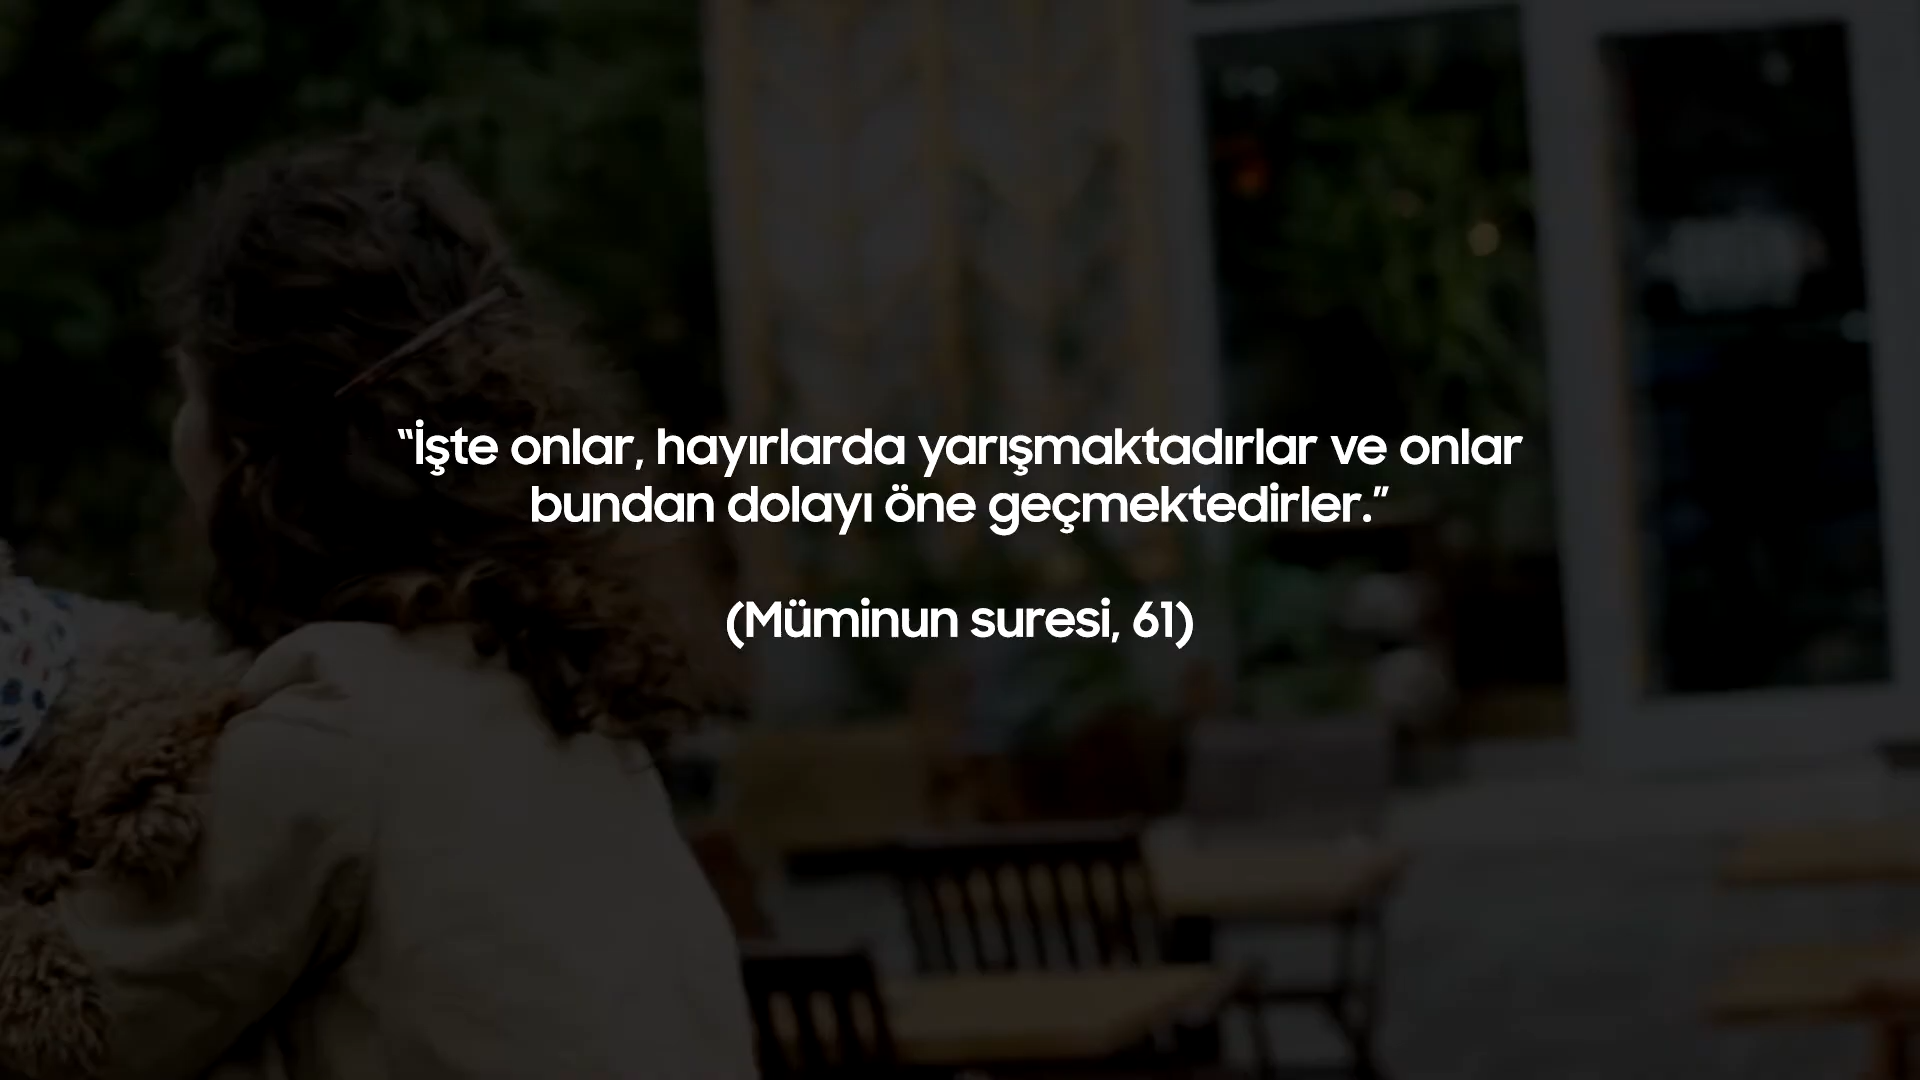 “İşte onlar, hayırlarda yarışmaktadırlar ve onlar
bundan dolayı öne geçmektedirler.”
(Müminun suresi, 61)